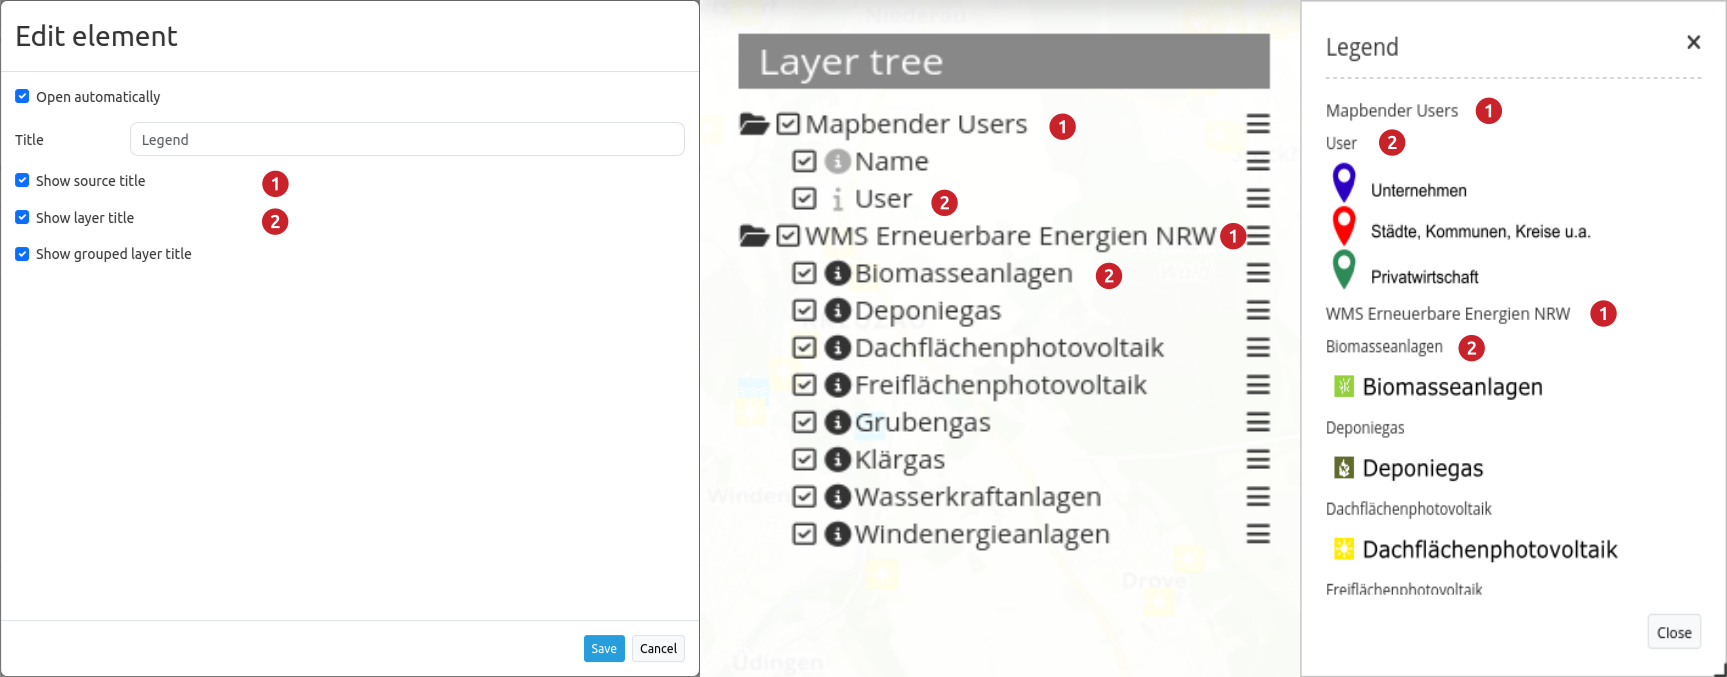 Edit element
Open automatically
Title
Legend
Show source title 1
Show layer title 2
Show grouped layer title
Save Cancel
Niederau
Layer tree
Mapbender Users 1
Name
User 2
WMS Erneuerbare Energien NRW 1
Biomasseanlagen 2
Deponiegas
Dachflächenphotovoltaik
Freiflächenphotovoltaik
Grubengas
Klärgas
Wasserkraftanlagen
Windenergieanlagen
Drove
Üdingen
Legend
Mapbender Users 1
User 2
Unternehmen
Städte, Kommunen, Kreise u.a.
Privatwirtschaft
WMS Erneuerbare Energien NRW 1
Biomasseanlagen 2
Biomasseanlagen
Deponiegas
Deponiegas
Dachflächenphotovoltaik
Dachflächenphotovoltaik
Freiflächenphotovoltaik
Close